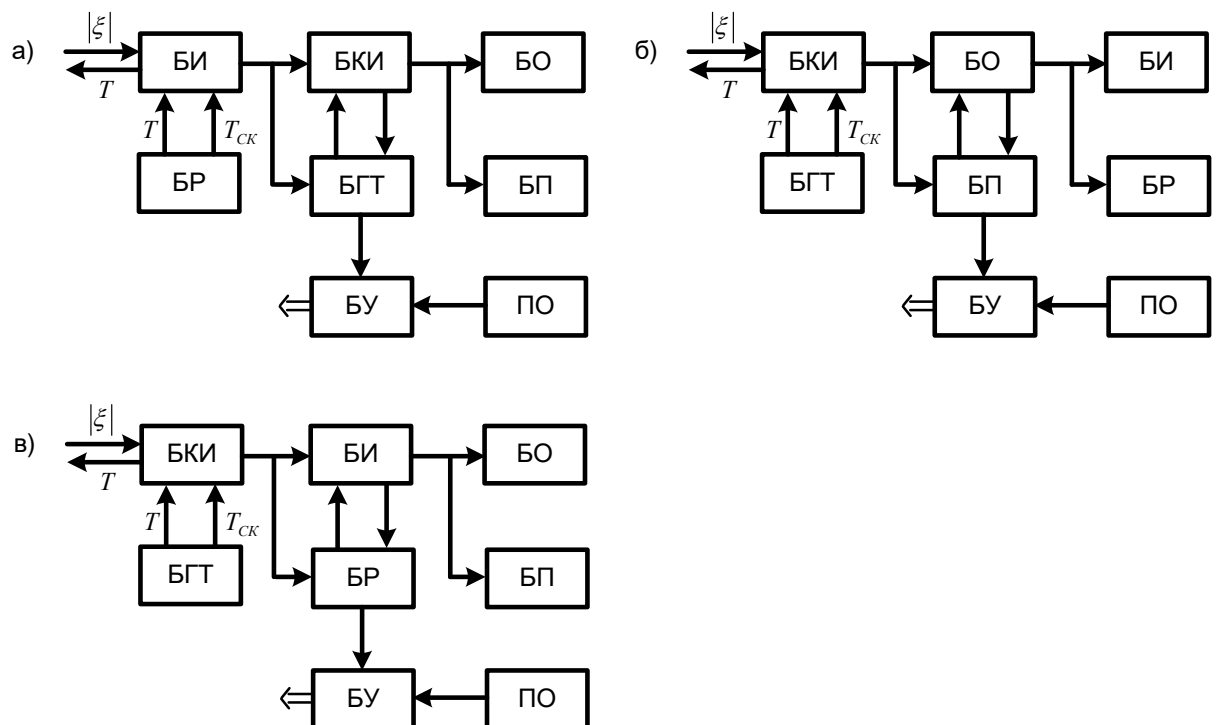 а) |ξ| БИ БКИ БО
T
T T_СК
БР БГТ БП
БУ ПО
б) |ξ| БКИ БО БИ
T
T T_СК
БГТ БП БР
БУ ПО
в) |ξ| БКИ БИ БО
T
T T_СК
БГТ БР БП
БУ ПО